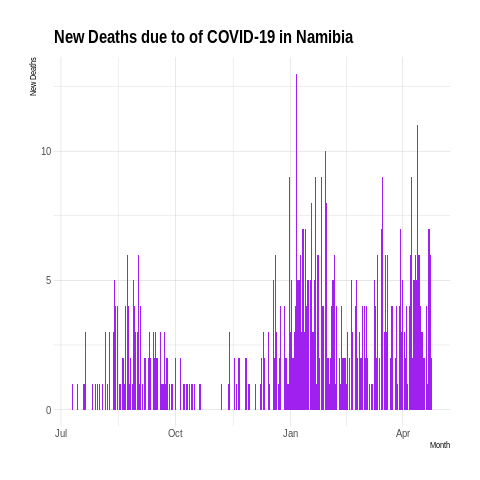 New Deaths due to of COVID-19 in Namibia
New Deaths
10
5
0
Jul Oct Jan Apr
Month